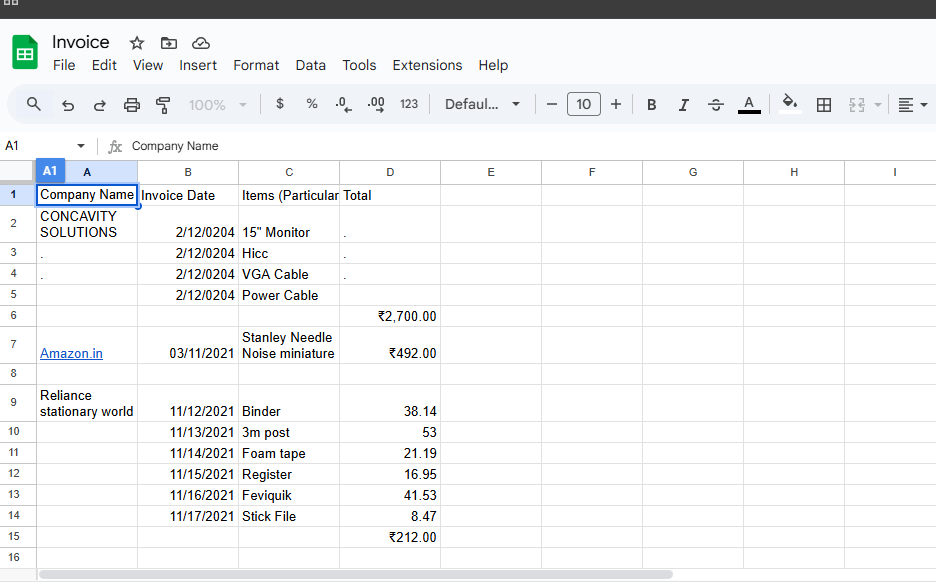 Invoice
File Edit View Insert Format Data Tools Extensions Help
100% $ % .0 .00 123 Defaul... − 10 + B I S A
A1 fx Company Name
A1 A B C D E F G H I
1 Company Name Invoice Date Items (Particular Total
CONCAVITY
2 SOLUTIONS 2/12/0204 15" Monitor .
3 . 2/12/0204 Hicc .
4 . 2/12/0204 VGA Cable .
5 2/12/0204 Power Cable
6 ₹2,700.00
Stanley Needle
7 Amazon.in 03/11/2021 Noise miniature ₹492.00
8
Reliance
9 stationary world 11/12/2021 Binder 38.14
10 11/13/2021 3m post 53
11 11/14/2021 Foam tape 21.19
12 11/15/2021 Register 16.95
13 11/16/2021 Feviquik 41.53
14 11/17/2021 Stick File 8.47
15 ₹212.00
16